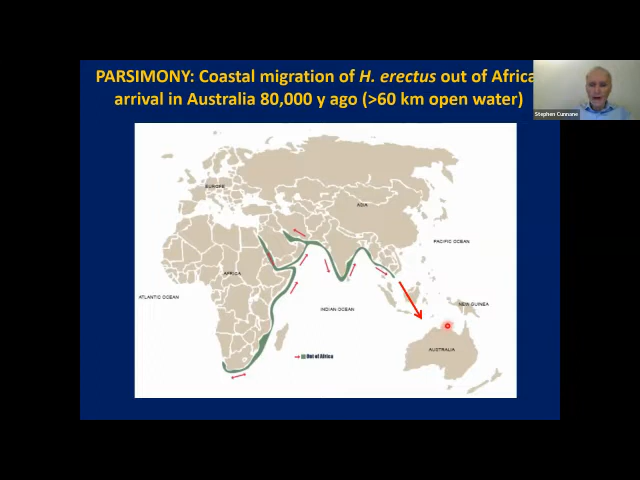 PARSIMONY: Coastal migration of H. erectus out of Africa
arrival in Australia 80,000 y ago (>60 km open water)
Stephen Cunnane
EUROPE
ASIA
PACIFIC OCEAN
AFRICA
ATLANTIC OCEAN
INDIAN OCEAN
NEW GUINEA
AUSTRALIA
Out of Africa